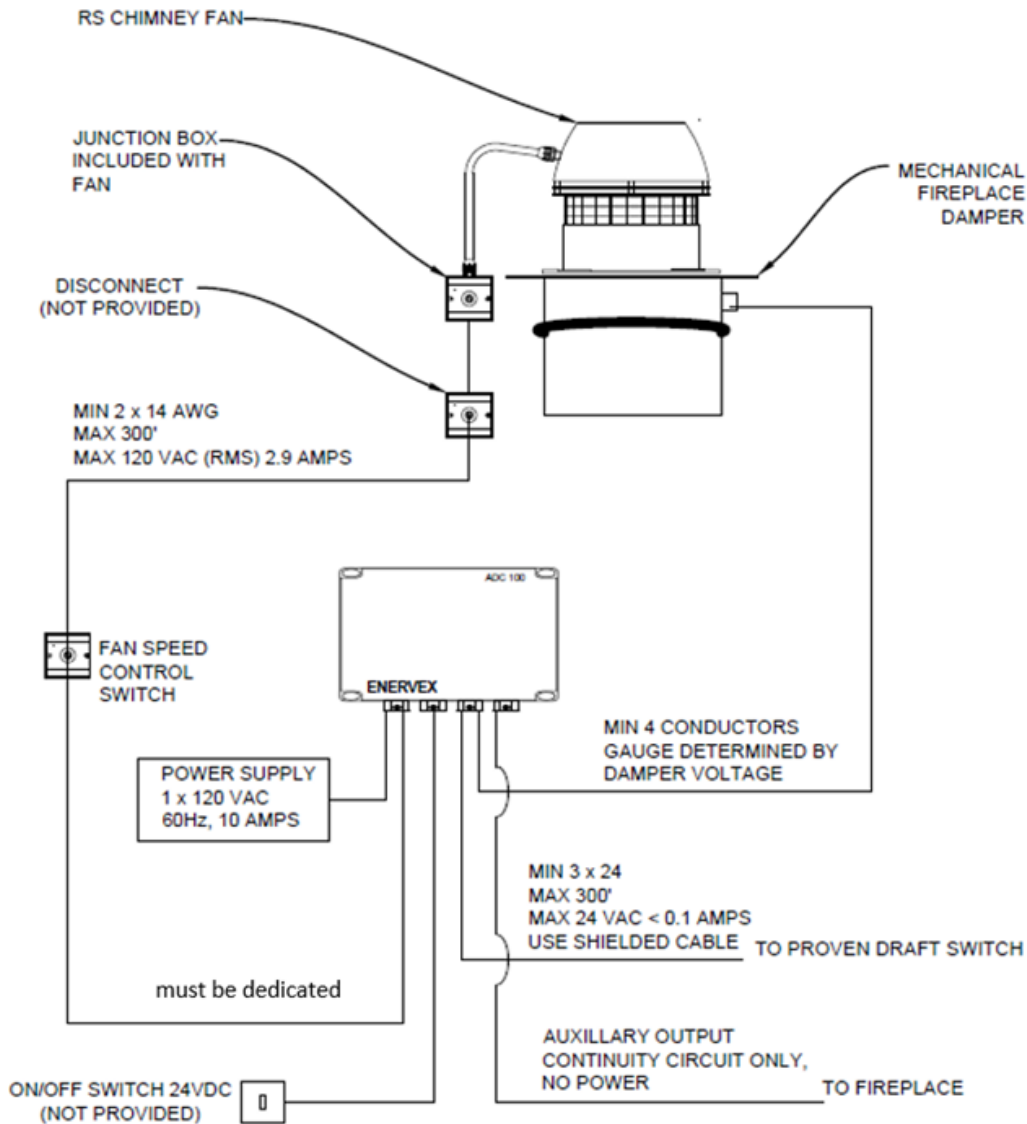 RS CHIMNEY FAN
JUNCTION BOX
INCLUDED WITH
FAN
MECHANICAL
FIREPLACE
DAMPER
DISCONNECT
(NOT PROVIDED)
MIN 2 x 14 AWG
MAX 300'
MAX 120 VAC (RMS) 2.9 AMPS
ADC 100
ENERVEX
FAN SPEED
CONTROL
SWITCH
POWER SUPPLY
1 x 120 VAC
60Hz, 10 AMPS
MIN 4 CONDUCTORS
GAUGE DETERMINED BY
DAMPER VOLTAGE
MIN 3 x 24
MAX 300'
MAX 24 VAC < 0.1 AMPS
USE SHIELDED CABLE
TO PROVEN DRAFT SWITCH
must be dedicated
AUXILLARY OUTPUT
CONTINUITY CIRCUIT ONLY,
NO POWER
TO FIREPLACE
ON/OFF SWITCH 24VDC
(NOT PROVIDED)